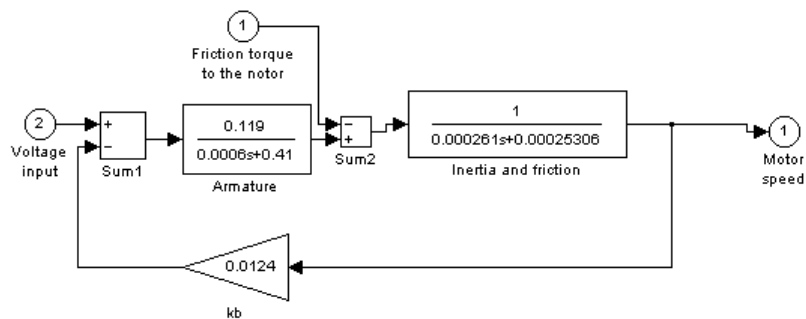 1
Friction torque
to the notor
2
Voltage
input
+
−
Sum1
0.119
0.0006s+0.41
Armature
−
+
Sum2
1
0.000261s+0.00025306
Inertia and friction
1
Motor
speed
0.0124
kb